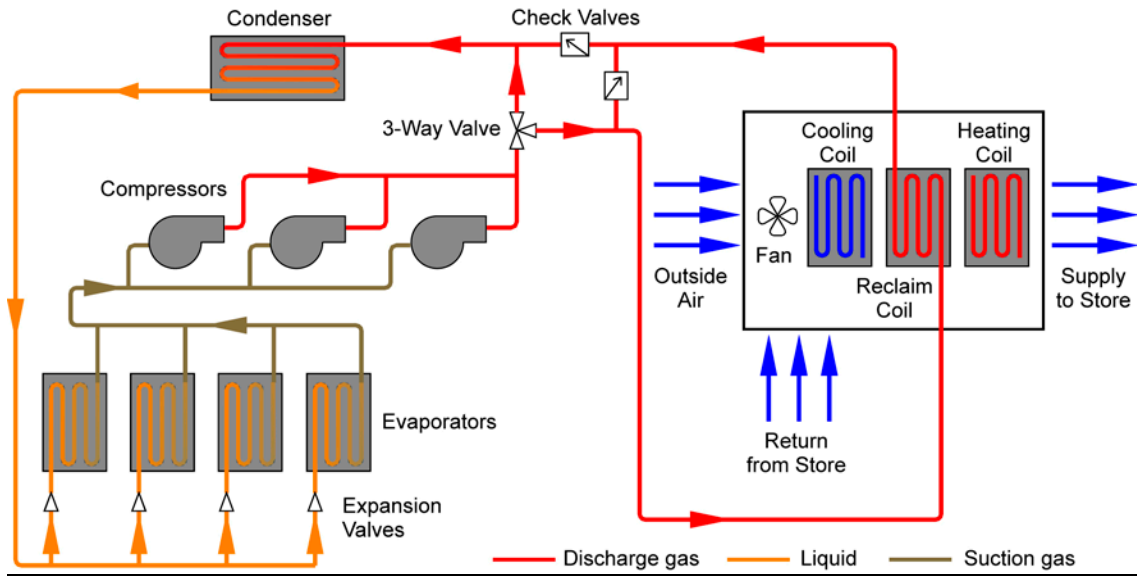 Condenser
Check Valves
3-Way Valve
Compressors
Cooling
Coil
Heating
Coil
Fan
Outside
Air
Reclaim
Coil
Supply
to Store
Evaporators
Return
from Store
Expansion
Valves
Discharge gas
Liquid
Suction gas